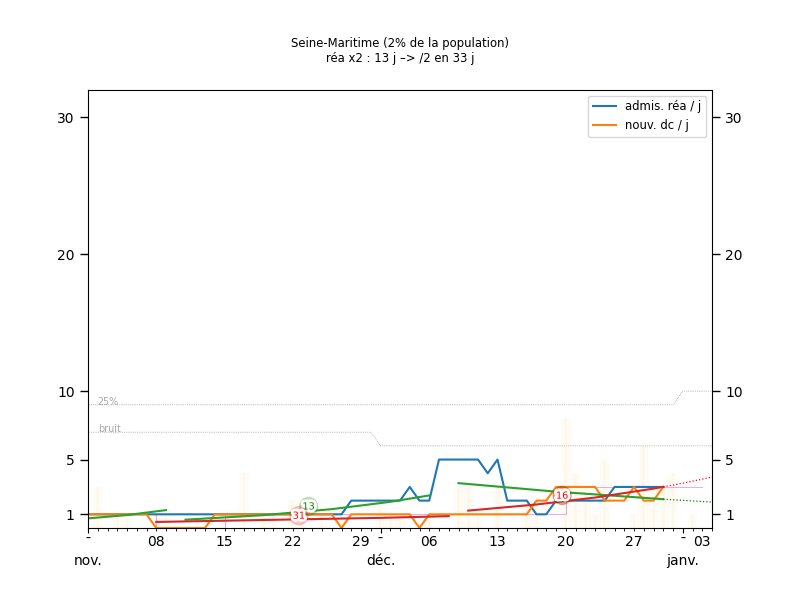 Seine-Maritime (2% de la population)
réa x2 : 13 j –> /2 en 33 j
admis. réa / j
nouv. dc / j
30 30
20 20
10 10
25%
bruit
5 5
16
13
31
1 1
- 08 15 22 29 - 06 13 20 27 - 03
nov. déc. janv.